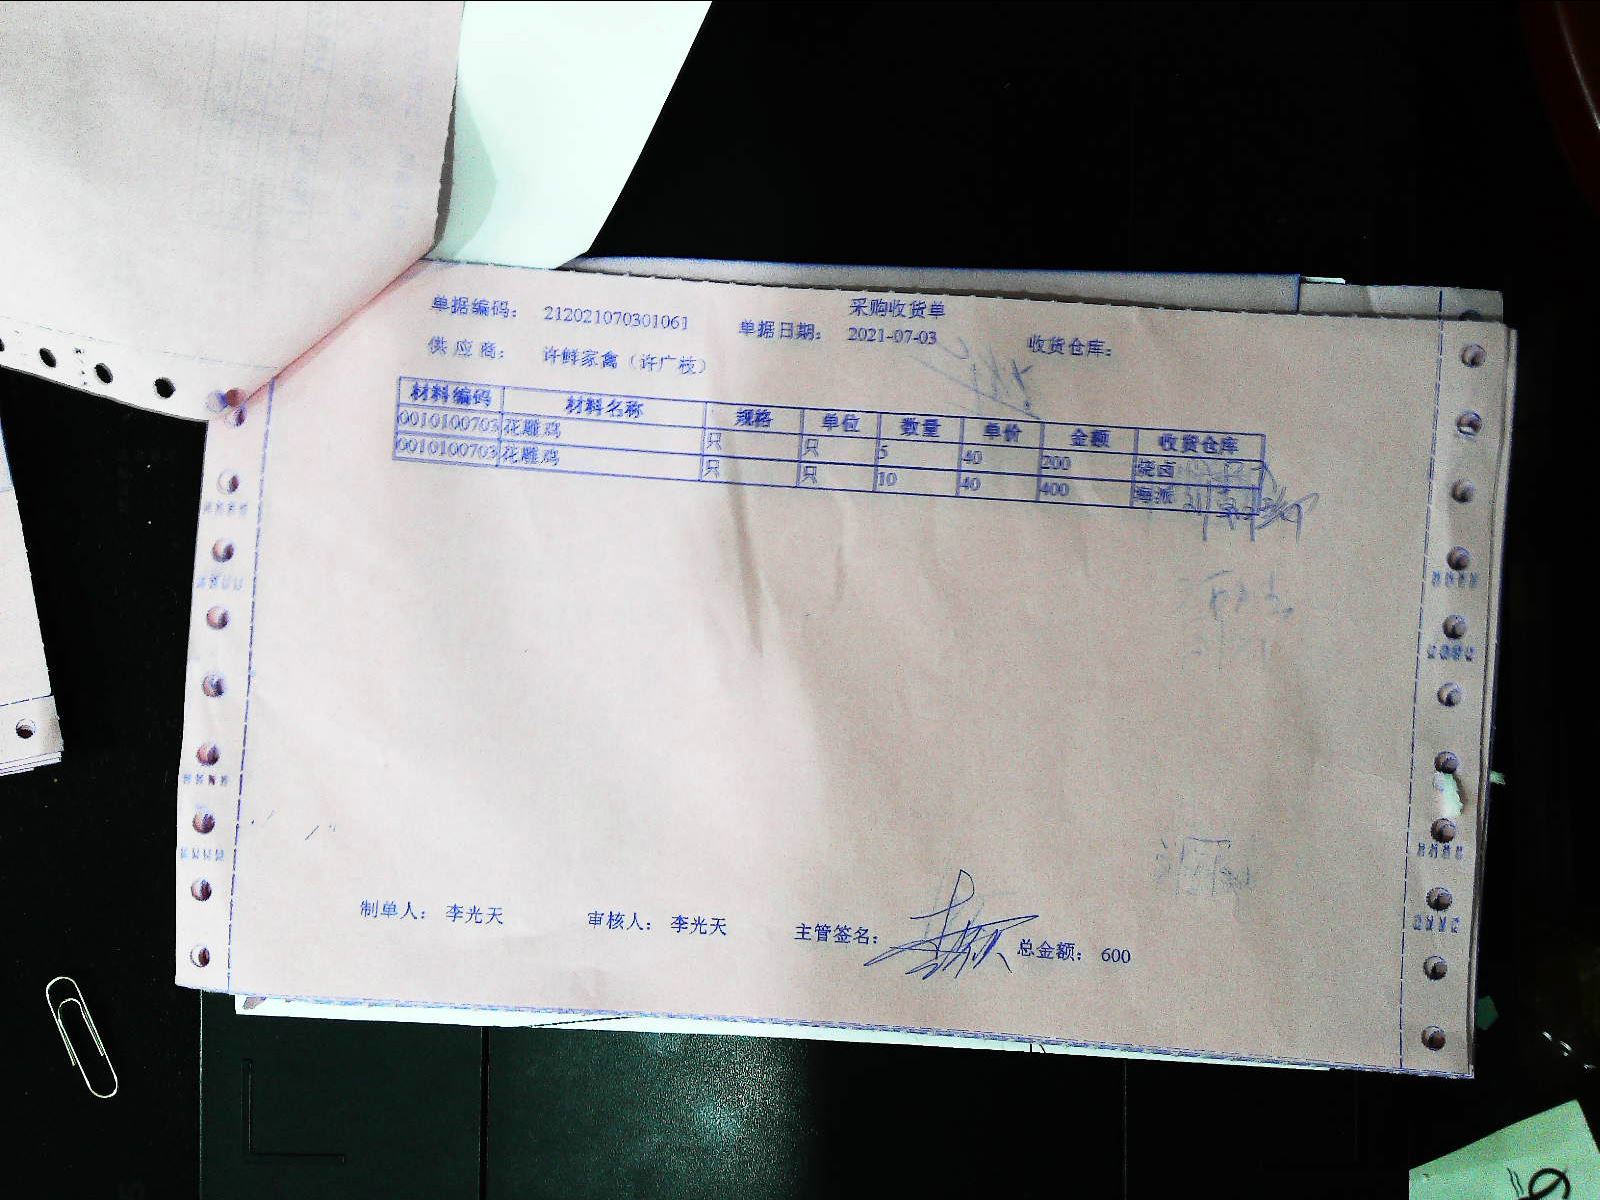 采购收货单
单据编码： 212021070301061 单据日期： 2021-07-03 收货仓库：
供应商： 许鲜家禽（许广枝）
材料编码 材料名称 规格 单位 数量 单价 金额 收货仓库
0010100703 花雕鸡 只 只 5 40 200 烧卤
0010100703 花雕鸡 只 只 10 40 400 海派
制单人： 李光天 审核人： 李光天 主管签名： 总金额： 600